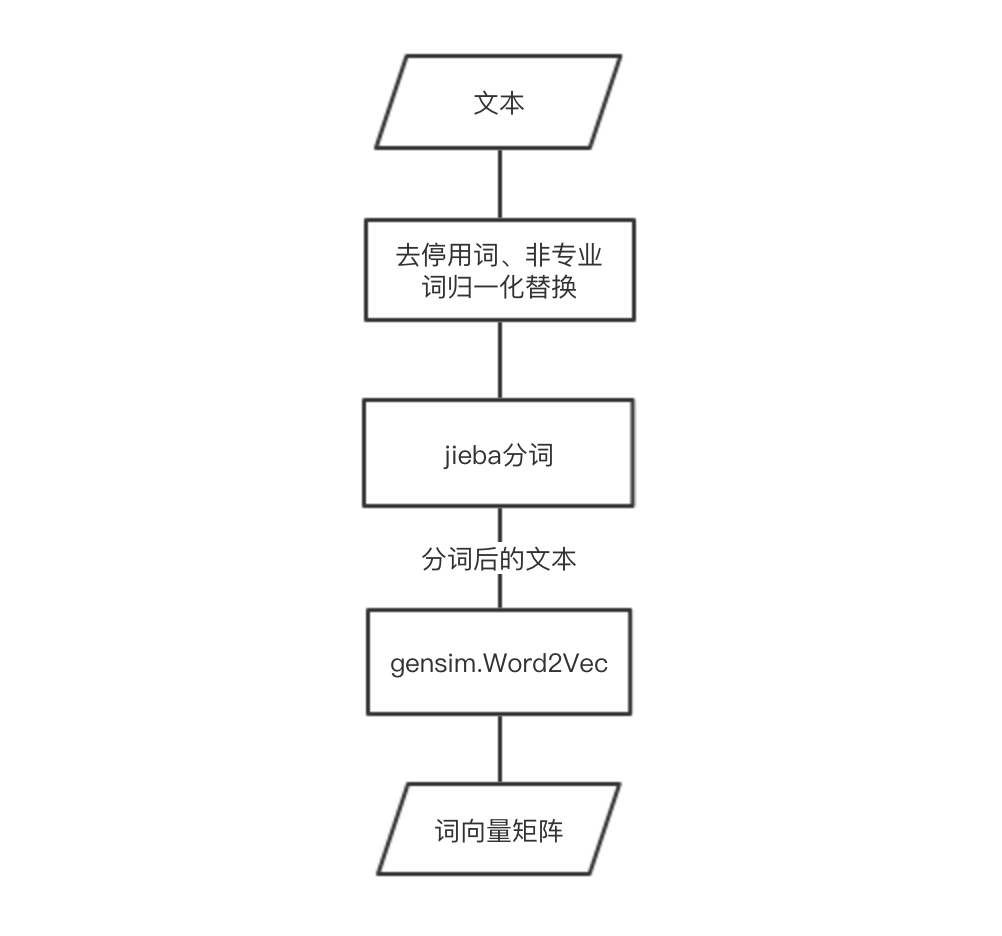 文本
去停用词、非专业
词归一化替换
jieba分词
分词后的文本
gensim.Word2Vec
词向量矩阵